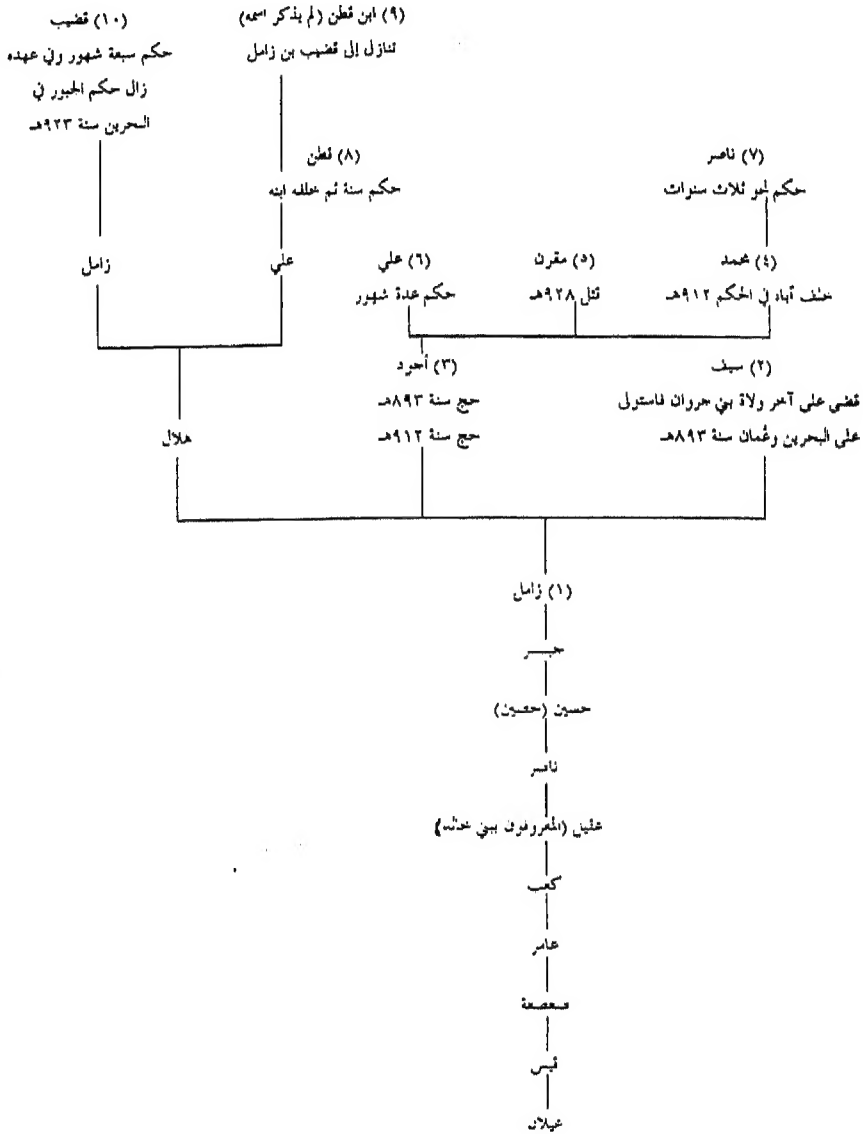 (١٠) قضيب
حكم سبعة شهور وفي عهده
زال حكم الجبور في
البحرين سنة ٩٢٣هـ
(٩) ابن قطن (لم يذكر اسمه)
تنازل إلى قضيب بن زامل
(٨) قطن
حكم سنة ثم خلفه ابنه
(٧) ناصر
حكم نحو ثلاث سنوات
زامل
علي
(٦) علي
حكم عدة شهور
(٥) مقرن
قتل ٩٢٨هـ
(٤) محمد
خلف أباه في الحكم ٩١٢هـ
هلال
(٣) أجود
حج سنة ٨٩٣هـ
حج سنة ٩١٢هـ
(٢) سيف
قضى على آخر ولاة بني جروان فاستولى
على البحرين وعُمان سنة ٨٩٣هـ
(١) زامل
جبــر
حسين (حصين)
ناصر
عقيل (المعروفون ببني خالد)
كعب
عامر
صعصعة
قيس
عيلان